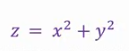 z = x² + y²